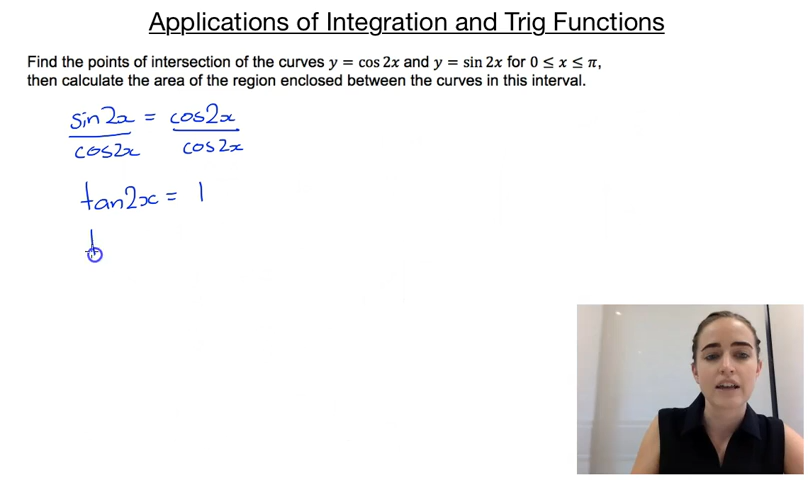 Applications of Integration and Trig Functions
Find the points of intersection of the curves y = cos 2x and y = sin 2x for 0 ≤ x ≤ π,
then calculate the area of the region enclosed between the curves in this interval.
sin2x/cos2x = cos2x/cos2x
tan2x = 1